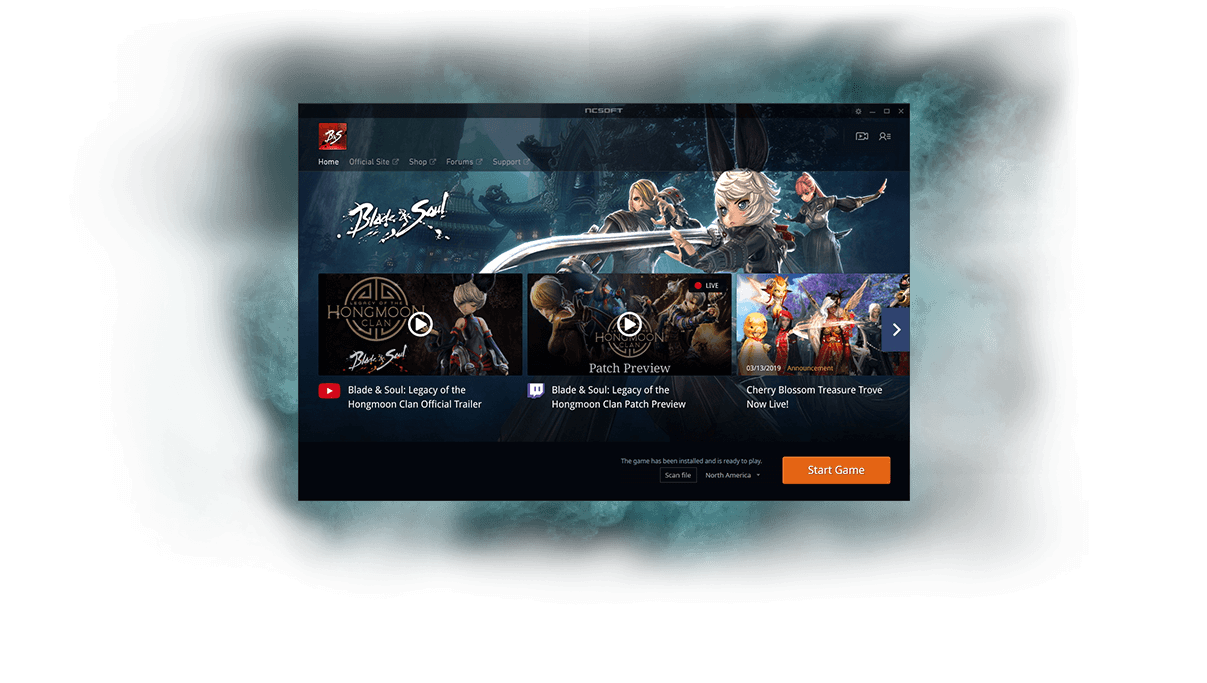 NCSOFT
B&S
Home Official Site Shop Forums Support
Blade & Soul
LEGACY OF THE
HONGMOON
CLAN
Blade & Soul
LIVE
HONGMOON
CLAN
Patch Preview
03/13/2019 Announcement
Blade & Soul: Legacy of the
Hongmoon Clan Official Trailer
Blade & Soul: Legacy of the
Hongmoon Clan Patch Preview
Cherry Blossom Treasure Trove
Now Live!
The game has been installed and is ready to play.
Scan file North America
Start Game